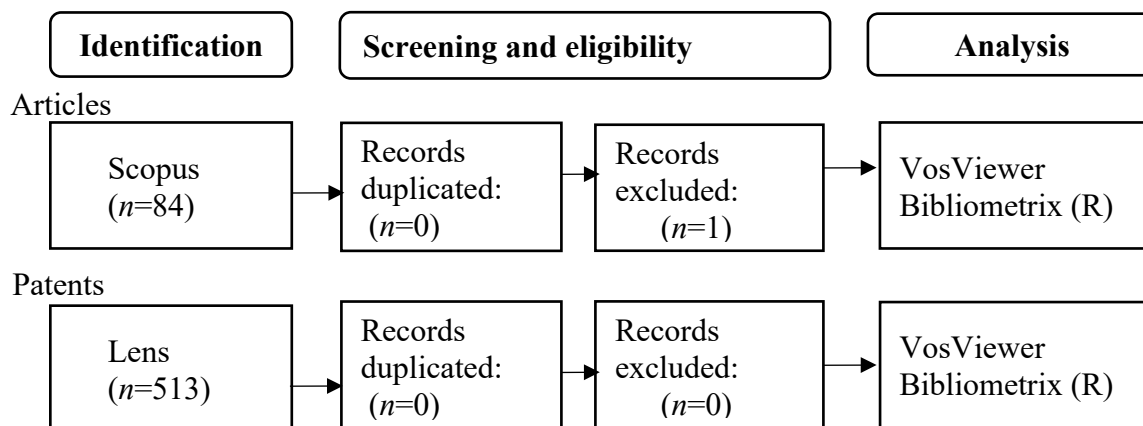 Identification
Screening and eligibility
Analysis
Articles
Scopus
(n=84)
Records
duplicated:
(n=0)
Records
excluded:
(n=1)
VosViewer
Bibliometrix (R)
Patents
Lens
(n=513)
Records
duplicated:
(n=0)
Records
excluded:
(n=0)
VosViewer
Bibliometrix (R)